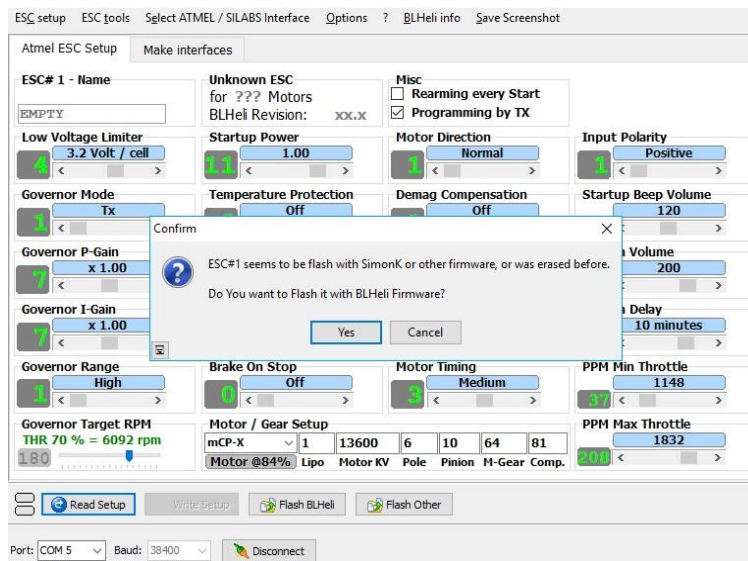 ESC setup ESC tools Select ATMEL / SILABS Interface Options ? BLHeli info Save Screenshot
Atmel ESC Setup Make interfaces
ESC# 1 - Name Unknown ESC Misc
for ??? Motors Rearming every Start
EMPTY BLHeli Revision: xx.x Programming by TX
Low Voltage Limiter Startup Power Motor Direction Input Polarity
4 3.2 Volt / cell 11 1.00 1 Normal 1 Positive
Governor Mode Temperature Protection Demag Compensation Startup Beep Volume
1 Tx Off Off 120
Confirm
ESC#1 seems to be flash with SimonK or other firmware, or was erased before.
Do You want to Flash it with BLHeli Firmware?
Yes Cancel
Governor P-Gain Volume
7 x 1.00 200
Governor I-Gain Delay
7 x 1.00 10 minutes
Governor Range Brake On Stop Motor Timing PPM Min Throttle
1 High 0 Off 3 Medium 37 1148
Governor Target RPM Motor / Gear Setup PPM Max Throttle
THR 70 % = 6092 rpm mCP-X 1 13600 6 10 64 81 1832
180 Motor @84% Lipo Motor KV Pole Pinion M-Gear Comp. 208
Read Setup Write Setup Flash BLHeli Flash Other
Port: COM 5 Baud: 38400 Disconnect